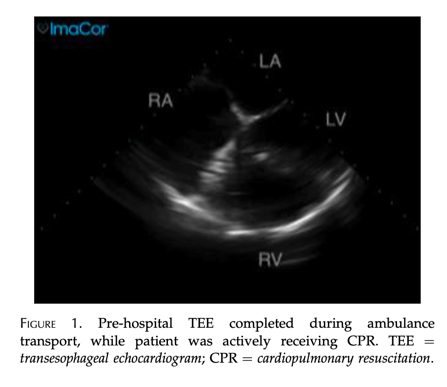 ImaCor
LA
RA
LV
RV
FIGURE 1. Pre-hospital TEE completed during ambulance
transport, while patient was actively receiving CPR. TEE =
transesophageal echocardiogram; CPR = cardiopulmonary resuscitation.